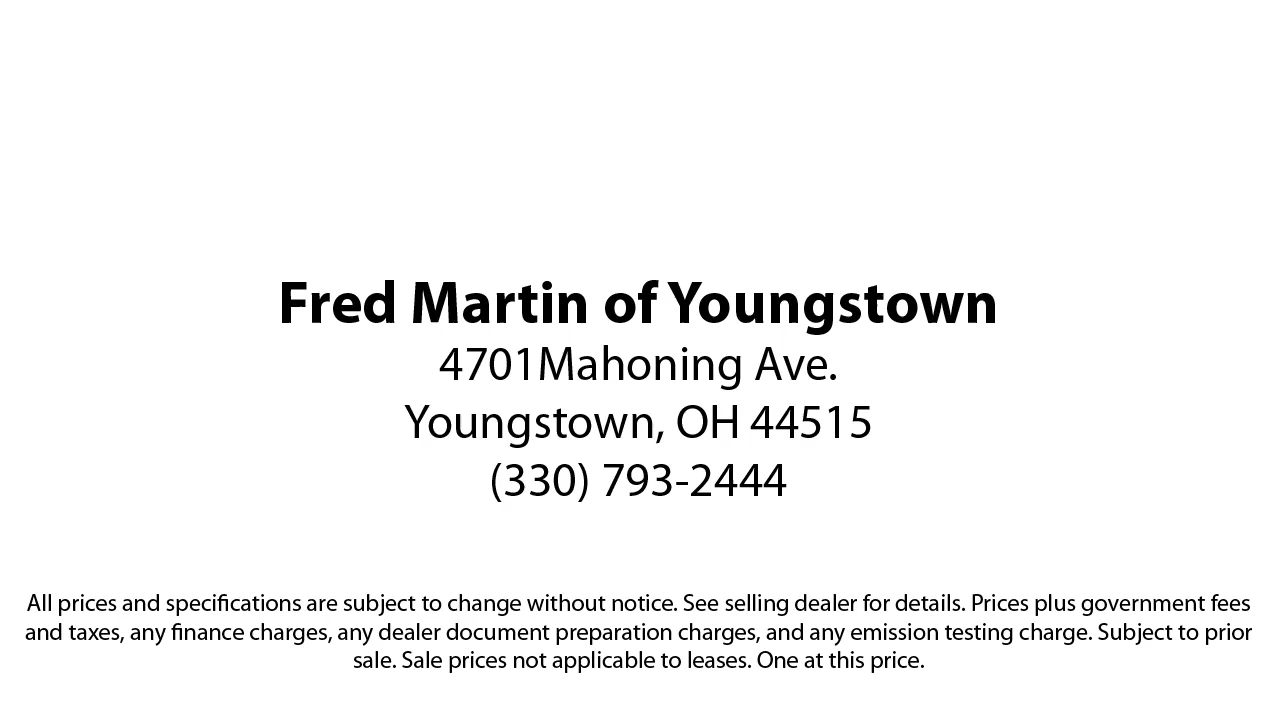 Fred Martin of Youngstown
4701Mahoning Ave.
Youngstown, OH 44515
(330) 793-2444
All prices and specifications are subject to change without notice. See selling dealer for details. Prices plus government fees
and taxes, any finance charges, any dealer document preparation charges, and any emission testing charge. Subject to prior
sale. Sale prices not applicable to leases. One at this price.